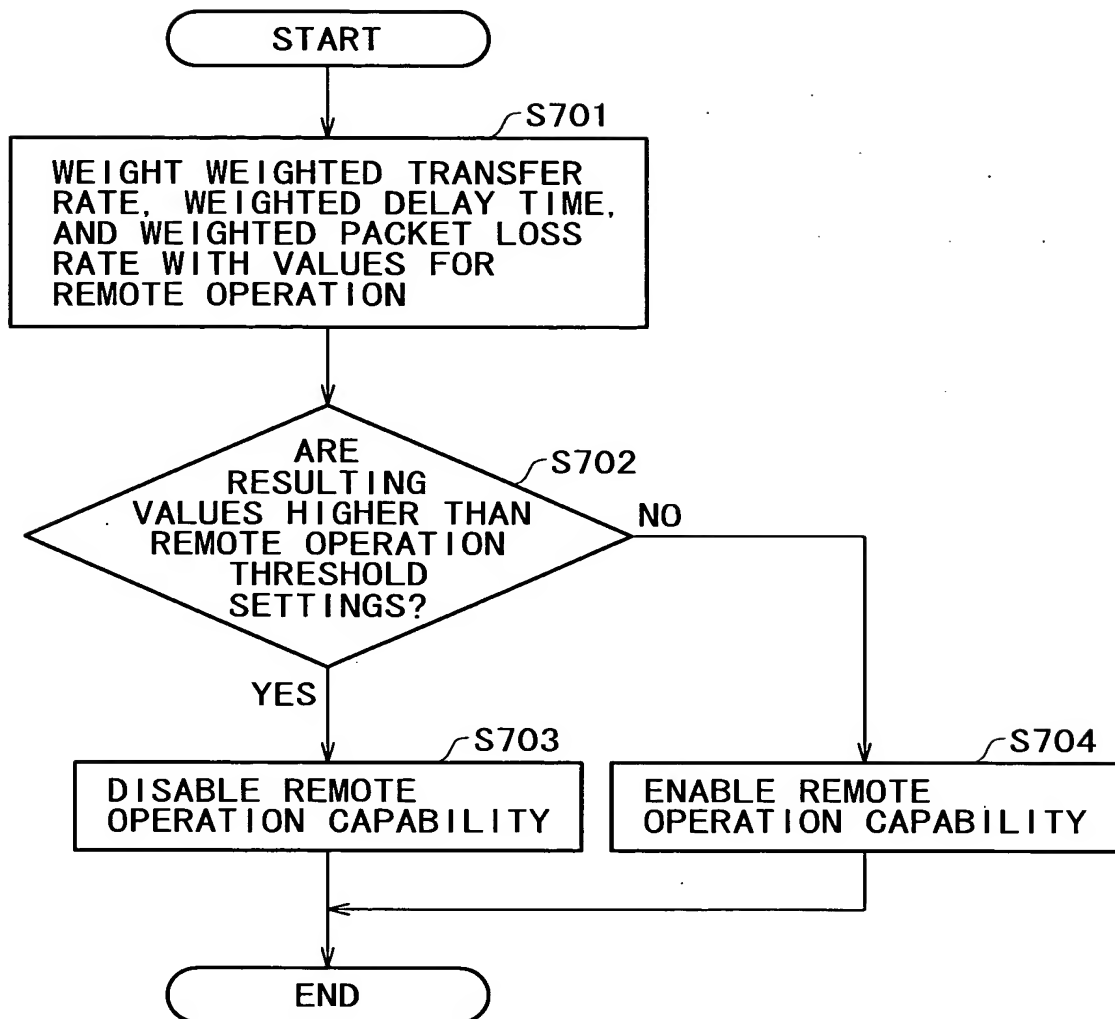 START
S701
WEIGHT WEIGHTED TRANSFER
RATE, WEIGHTED DELAY TIME,
AND WEIGHTED PACKET LOSS
RATE WITH VALUES FOR
REMOTE OPERATION
S702
ARE
RESULTING
VALUES HIGHER THAN
REMOTE OPERATION
THRESHOLD
SETTINGS?
NO
YES
S703
DISABLE REMOTE
OPERATION CAPABILITY
S704
ENABLE REMOTE
OPERATION CAPABILITY
END